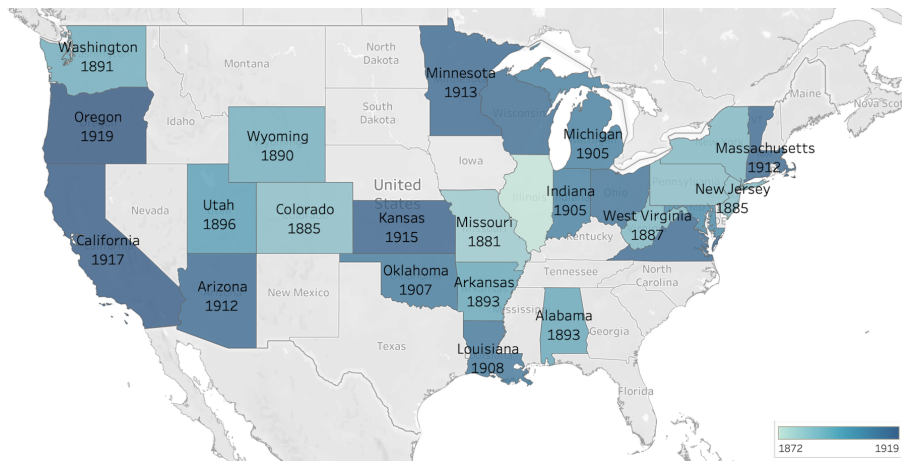 Washington
1891
Montana
North
Dakota
Minnesota
1913
Oregon
1919
Idaho
South
Dakota
Wisconsin
Michigan
1905
Maine
Nova Scot
Massachusetts
1912
Wyoming
1890
Iowa
Nevada
Utah
1896
Colorado
1885
United
States
Kansas
1915
Missouri
1881
Illinois
Indiana
1905
Ohio
Pennsylvania
New Jersey
1885
West Virginia
1887
Kentucky
California
1917
Arizona
1912
New Mexico
Oklahoma
1907
Arkansas
1893
Tennessee
North
Carolina
Alabama
1893
Georgia
Texas
Louisiana
1908
Florida
1872
1919